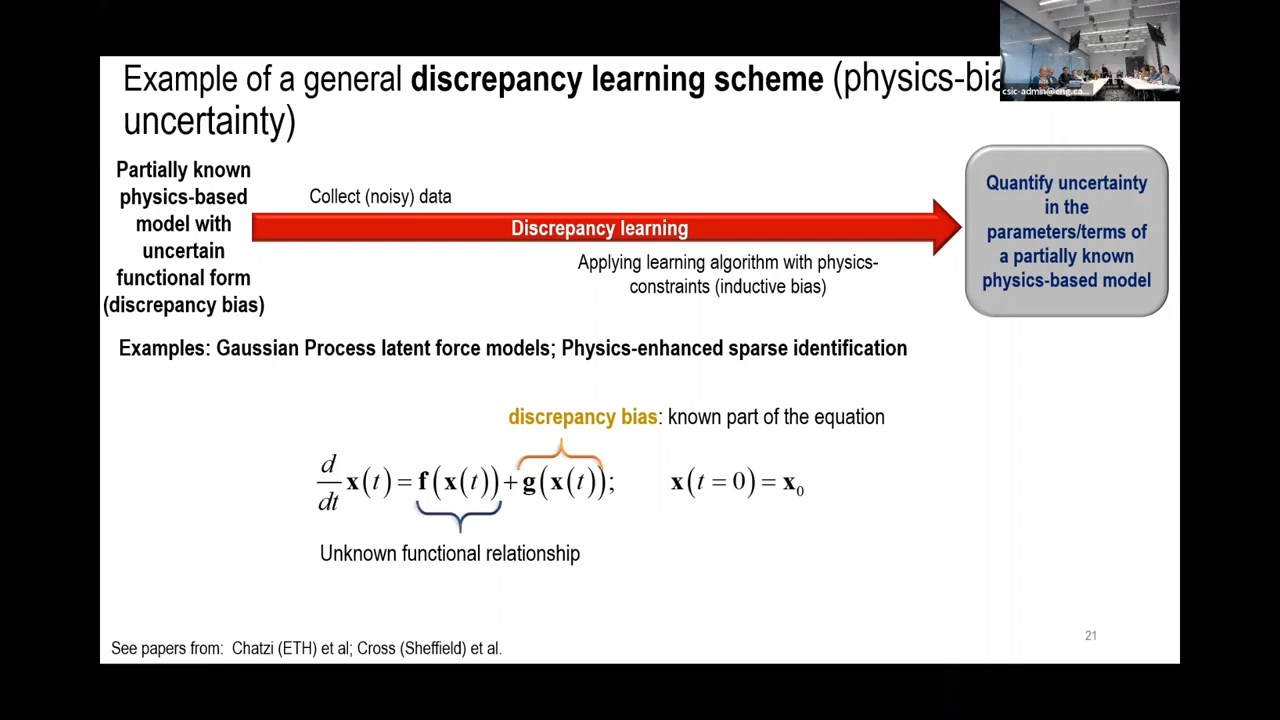 Example of a general discrepancy learning scheme (physics-bia
uncertainty)
csic-admin@eng.ca...
Partially known
physics-based
model with
uncertain
functional form
(discrepancy bias)
Collect (noisy) data
Discrepancy learning
Applying learning algorithm with physics-
constraints (inductive bias)
Quantify uncertainty
in the
parameters/terms of
a partially known
physics-based model
Examples: Gaussian Process latent force models; Physics-enhanced sparse identification
discrepancy bias: known part of the equation
d/dt x(t) = f(x(t)) + g(x(t)); x(t = 0) = x₀
Unknown functional relationship
21
See papers from: Chatzi (ETH) et al; Cross (Sheffield) et al.